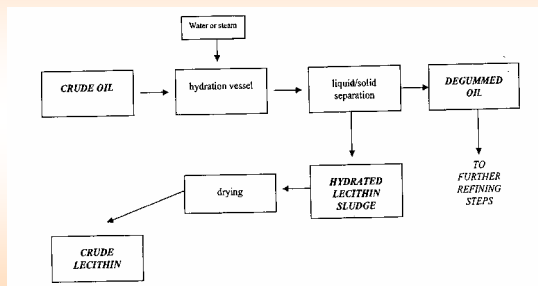 Water or steam
CRUDE OIL
hydration vessel
liquid/solid
separation
DEGUMMED
OIL
TO
FURTHER
REFINING
STEPS
drying
HYDRATED
LECITHIN
SLUDGE
CRUDE
LECITHIN